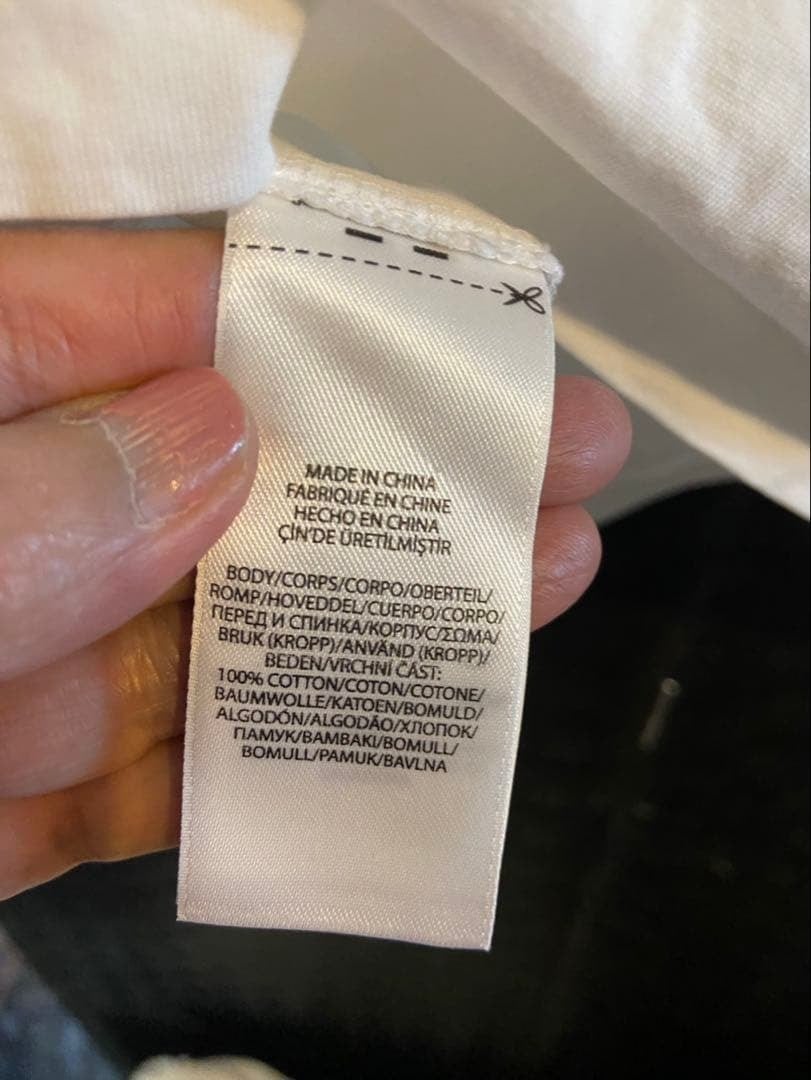 MADE IN CHINA
FABRIQUÉ EN CHINE
HECHO EN CHINA
ÇİN'DE ÜRETİLMİŞTİR
BODY/CORPS/CORPO/OBERTEIL/
ROMP/HOVEDDEL/CUERPO/CORPO/
ПЕРЕД И СПИНКА/КОРПУС/ΣΩΜΑ/
BRUK (KROPP)/ANVÄND (KROPP)/
BEDEN/VRCHNÍ ČÁST:
100% COTTON/COTON/COTONE/
BAUMWOLLE/KATOEN/BOMULD/
ALGODÓN/ALGODÃO/ХЛОПОК/
ПАМУК/BAMBAKI/BOMULL/
BOMULL/PAMUK/BAVLNA